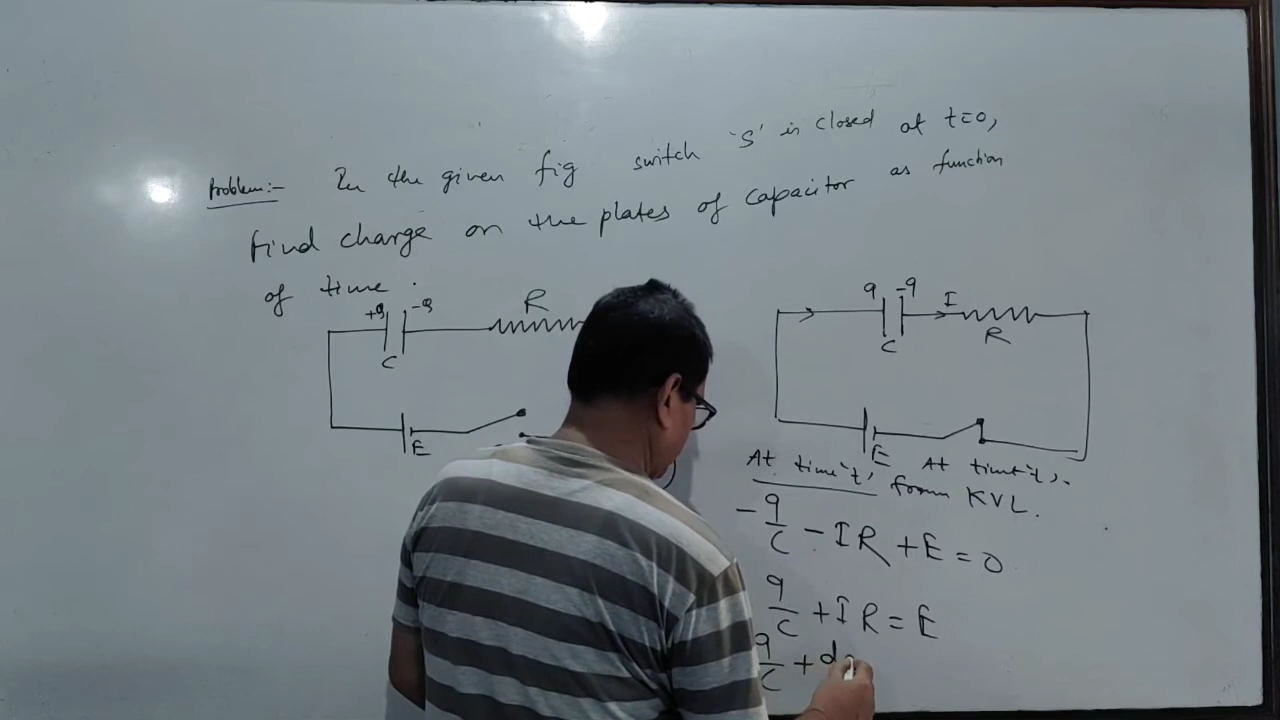 Problem:- In the given fig switch 'S' is closed at t=0,
find charge on the plates of capacitor as function
of time.
+Q -Q R
C
E
q -q I
C R
E At time 't'.
At time 't', from KVL.
- q/C - IR + E = 0
q/C + IR = E
q/C + d